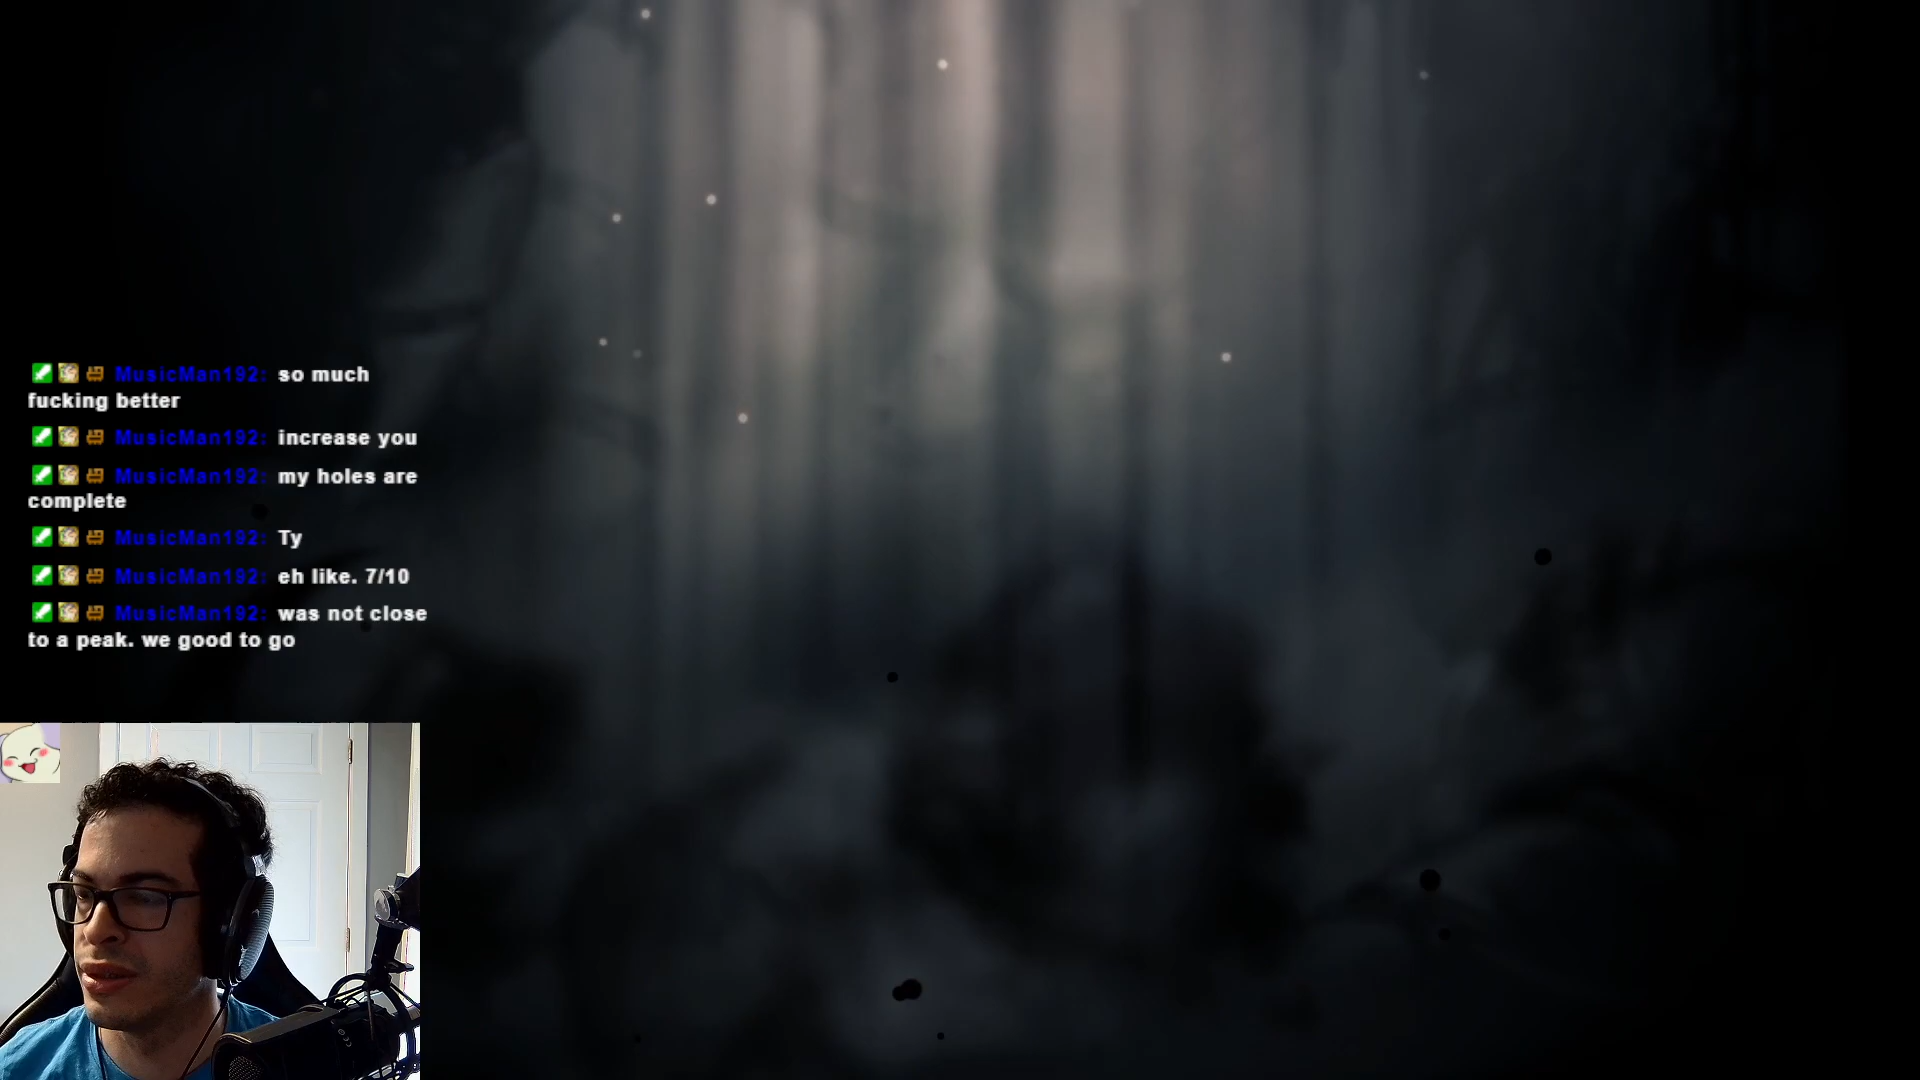 MusicMan192: so much
fucking better
MusicMan192: increase you
MusicMan192: my holes are
complete
MusicMan192: Ty
MusicMan192: eh like. 7/10
MusicMan192: was not close
to a peak. we good to go